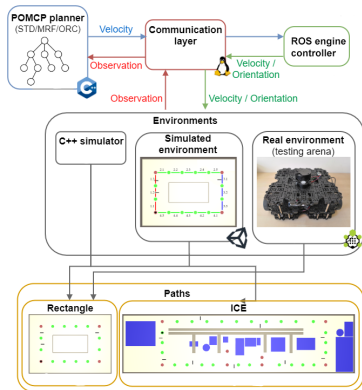 POMCP planner
(STD/MRF/ORC)
Velocity
Observation
Communication
layer
ROS engine
controller
Velocity /
Orientation
Observation
Velocity / Orientation
Environments
C++ simulator
Simulated
environment
Real environment
(testing arena)
Paths
Rectangle
ICE